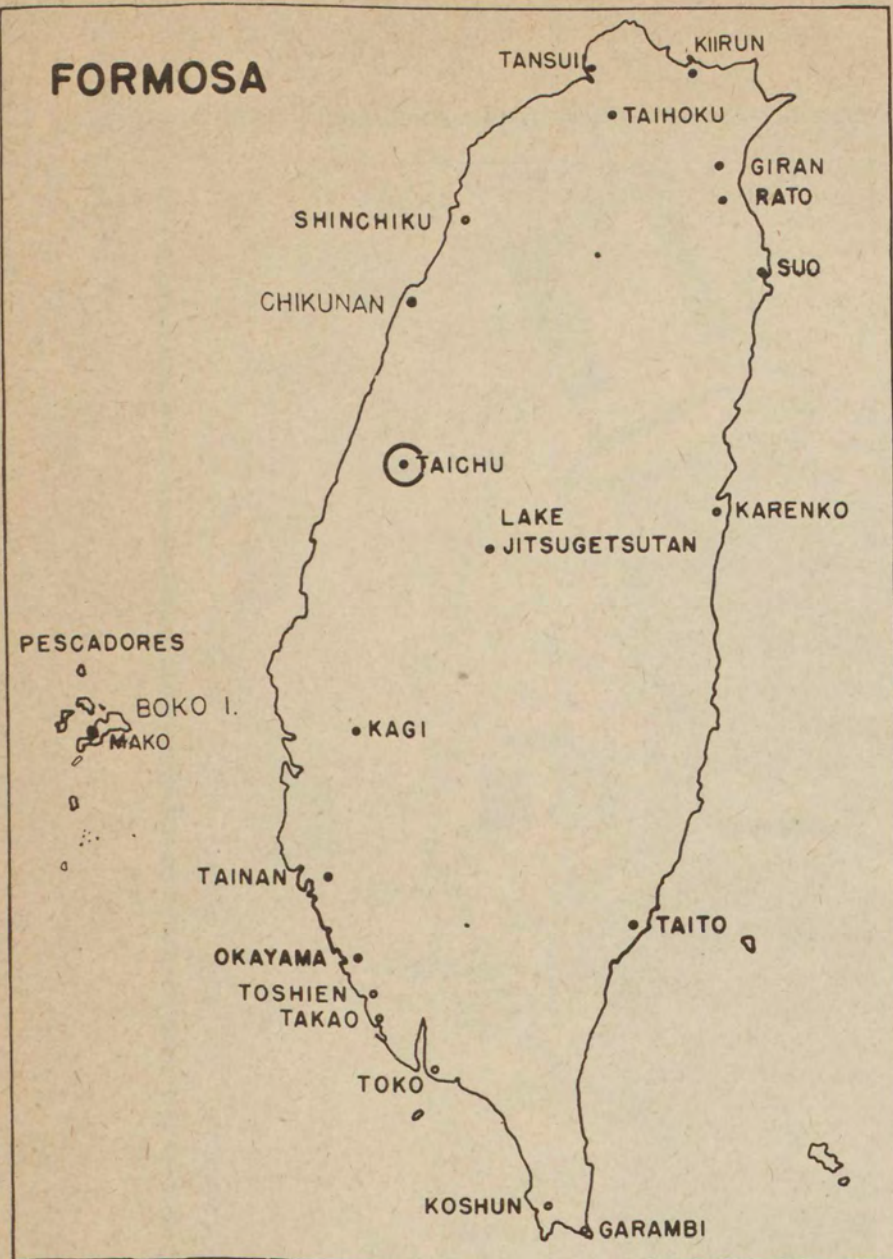 FORMOSA
TANSUI
KIIRUN
TAIHOKU
GIRAN
RATO
SHINCHIKU
SUO
CHIKUNAN
TAICHU
LAKE
JITSUGETSUTAN
KARENKO
PESCADORES
BOKO I.
MAKO
KAGI
TAINAN
TAITO
OKAYAMA
TOSHIEN
TAKAO
TOKO
KOSHUN
GARAMBI